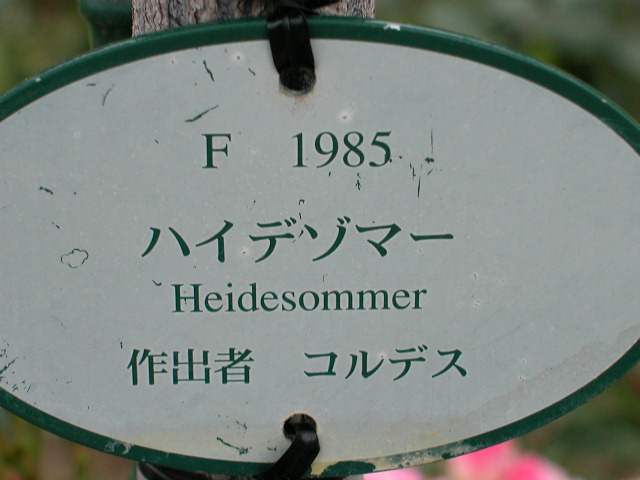 F 1985
ハイデゾマー
Heidesommer
作出者 コルデス